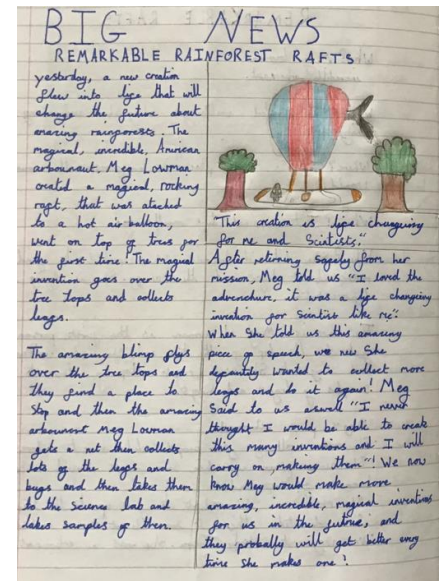 BIG NEWS
REMARKABLE RAINFOREST RAFTS
yesterday, a new creation
flew into life that will
change the future about
amazing rainforests. The
magical, incredible, American
arbounaut, Meg Lowman
created a magical, rocking
raft, that was atached
to a hot air balloon,
went on top of trees for
the first time! The magical
invention goes over the
tree tops and collects
leafs.
The amazing blimp flys
over the tree tops and
they find a place to
stop and then the amazing
arbounaut Meg Lowman
gets a net then collects
lots of the leafs and
bugs and then takes them
to the science lab and
takes samples of them.
"This creation is life changeing
for me and Scientists."
After returning safely from her
mission, Meg told us "I loved the
adrenchure, it was a life changeing
invention for scientist like me".
When She told us this amazing
piece of speech, we new She
depantly wanted to collect more
leafs and do it again! Meg
Said to us aswell "I never
thought I would be able to create
this many inventions and I will
carry on making them"! We now
know Meg would make more
amazing, incredible, magical inventions
for us in the futrue, and
they probally will get better every
time She makes one!